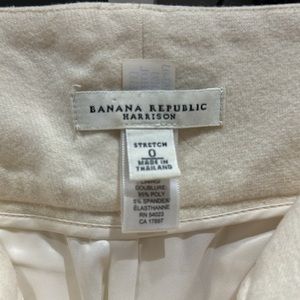 BANANA REPUBLIC
HARRISON
STRETCH
0
MADE IN
THAILAND
DOUBLURE:
95% POLY
5% SPANDEX/
ELASTHANNE
RN 54023
CA 17897